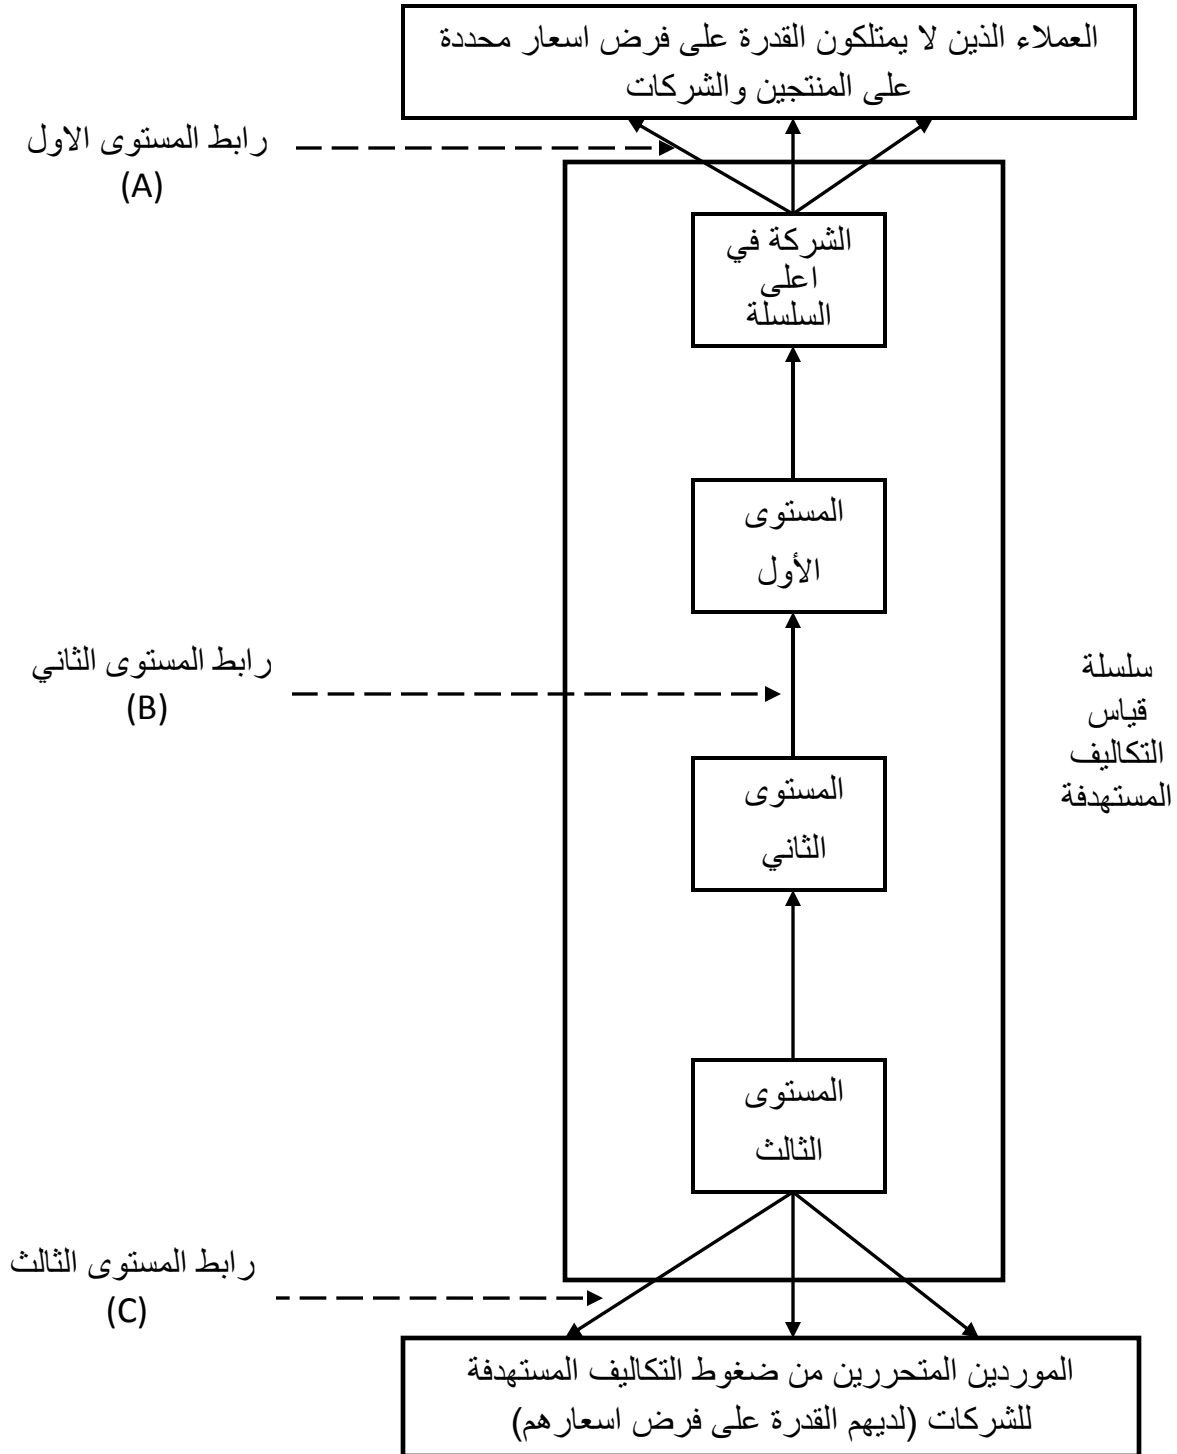 العملاء الذين لا يمتلكون القدرة على فرض اسعار محددة
على المنتجين والشركات
رابط المستوى الاول
(A)
الشركة في
اعلى
السلسلة
المستوى
الأول
رابط المستوى الثاني
(B)
سلسلة
قياس
التكاليف
المستهدفة
المستوى
الثاني
المستوى
الثالث
رابط المستوى الثالث
(C)
الموردين المتحررين من ضغوط التكاليف المستهدفة
للشركات (لديهم القدرة على فرض اسعارهم)